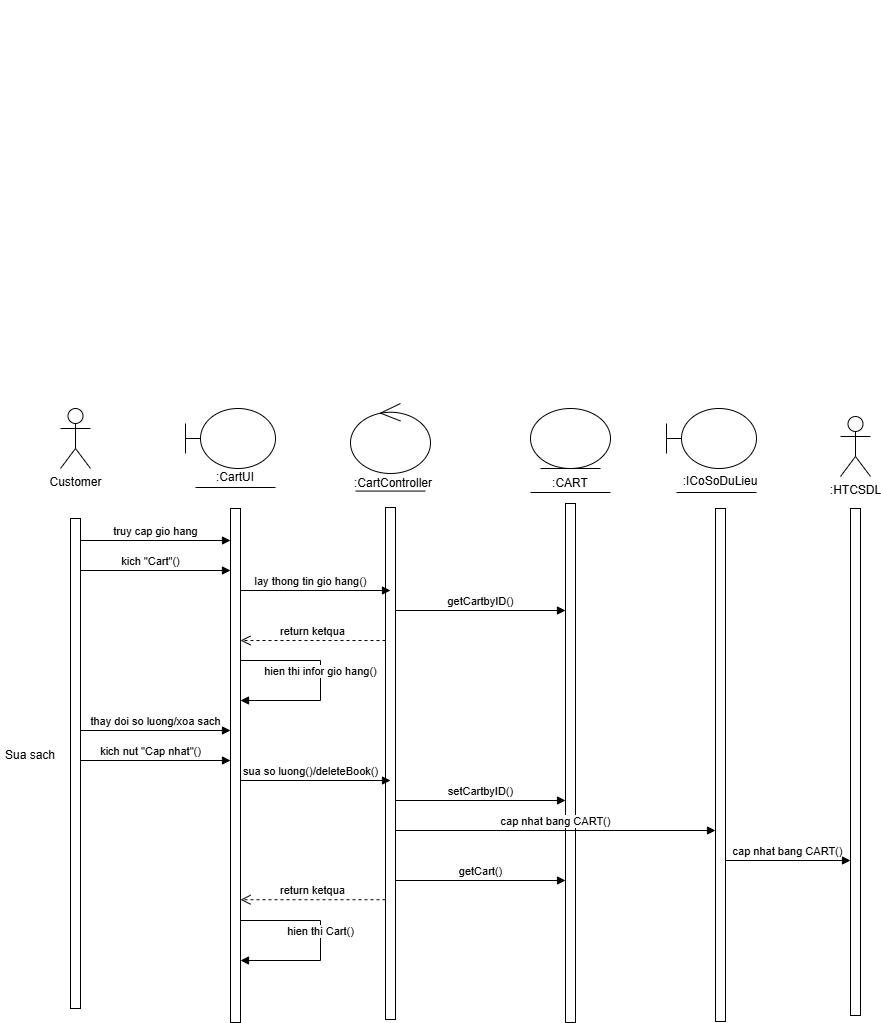 Customer
:CartUI
:CartController
:CART
:ICoSoDuLieu
:HTCSDL
truy cap gio hang
kich "Cart"()
lay thong tin gio hang()
getCartbyID()
return ketqua
hien thi infor gio hang()
thay doi so luong/xoa sach
Sua sach
kich nut "Cap nhat"()
sua so luong()/deleteBook()
setCartbyID()
cap nhat bang CART()
cap nhat bang CART()
getCart()
return ketqua
hien thi Cart()